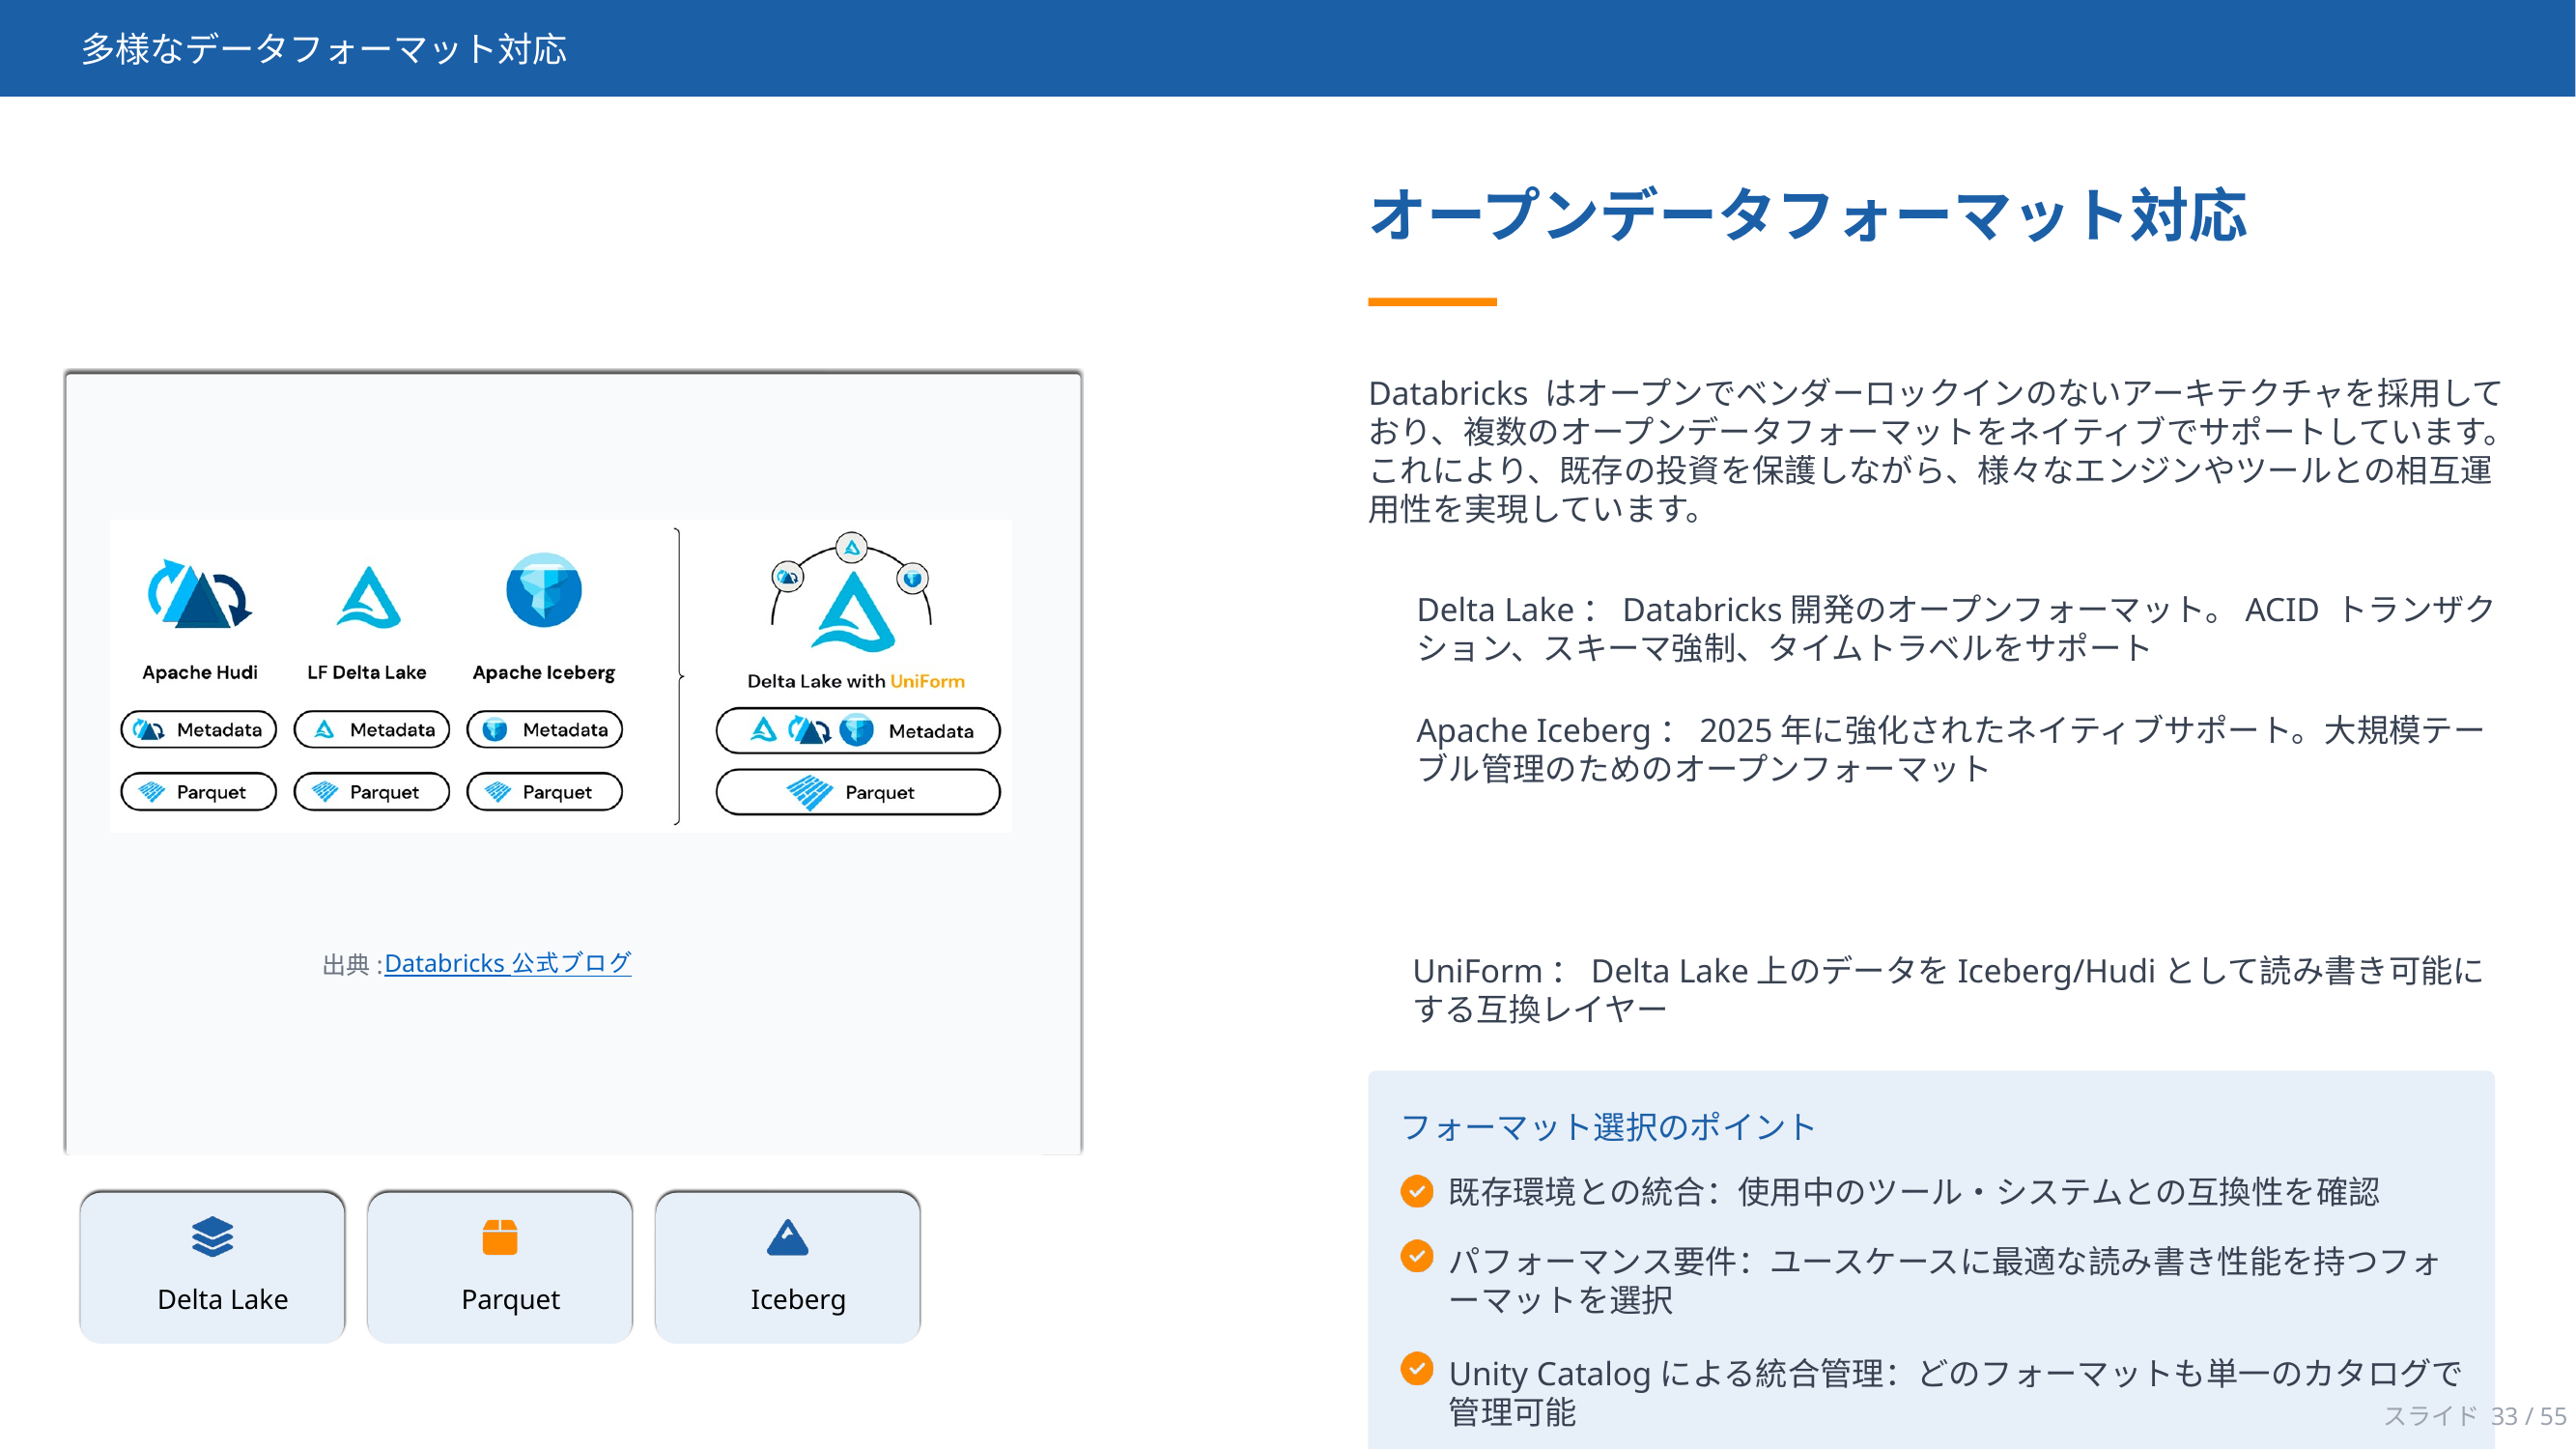 多様なデータフォーマット対応
オープンデータフォーマット対応
Databricks はオープンでベンダーロックインのないアーキテクチャを採用して
おり、複数のオープンデータフォーマットをネイティブでサポートしています。
これにより、既存の投資を保護しながら、様々なエンジンやツールとの相互運
用性を実現しています。
Delta Lake： Databricks 開発のオープンフォーマット。 ACID トランザク
ション、スキーマ強制、タイムトラベルをサポート
Apache Iceberg： 2025 年に強化されたネイティブサポート。大規模テー
ブル管理のためのオープンフォーマット
UniForm： Delta Lake 上のデータを Iceberg/Hudi として読み書き可能に
する互換レイヤー
フォーマット選択のポイント
既存環境との統合：使用中のツール・システムとの互換性を確認
パフォーマンス要件：ユースケースに最適な読み書き性能を持つフォ
ーマットを選択
Unity Catalog による統合管理：どのフォーマットも単一のカタログで
管理可能
Apache Hudi LF Delta Lake Apache Iceberg
Delta Lake with UniForm
Metadata Metadata Metadata Metadata
Parquet Parquet Parquet Parquet
出典 :Databricks 公式ブログ
Delta Lake Parquet Iceberg
スライド 33 / 55